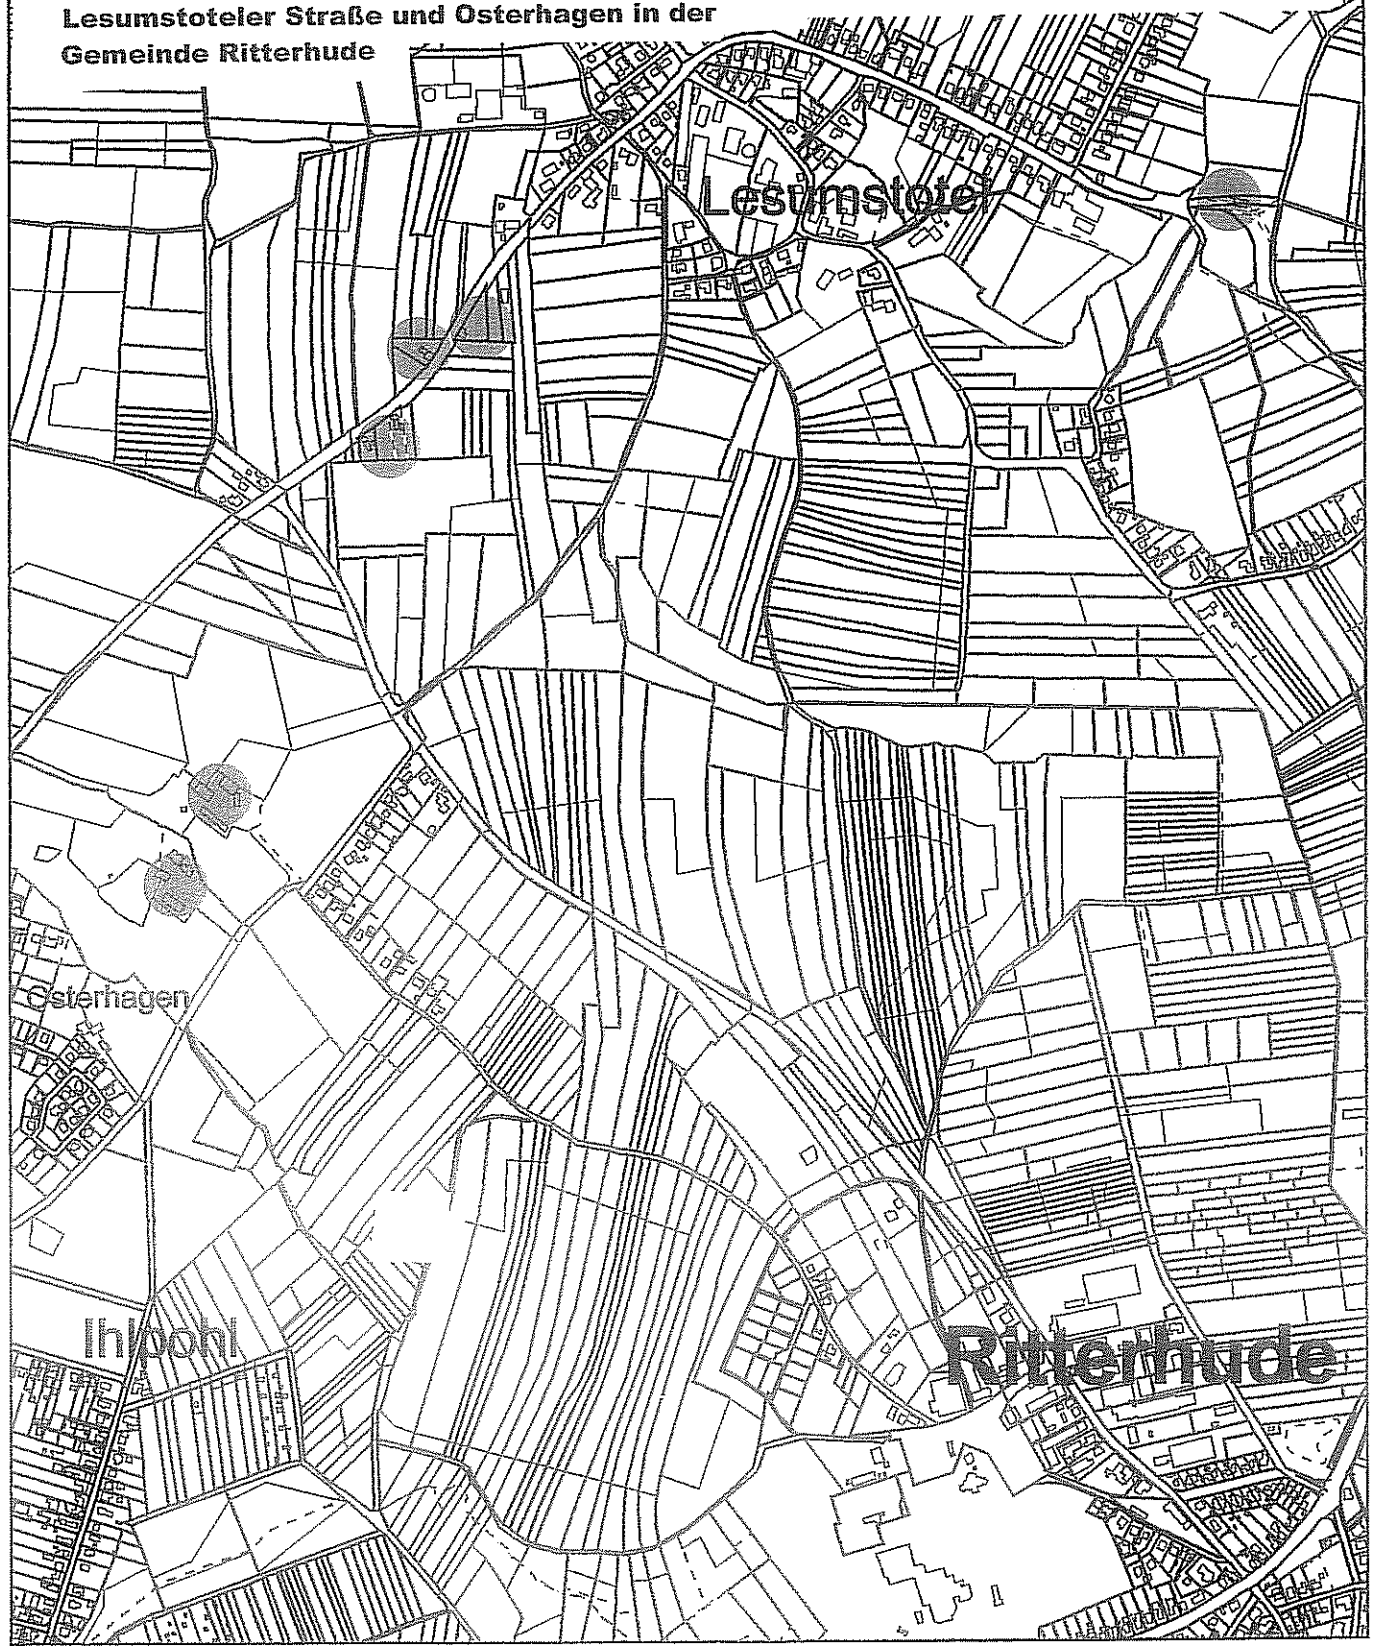 Lesumstoteler Straße und Osterhagen in der
Gemeinde Ritterhude
Lesumstotel
Osterhagen
Ihlpohl
Ritterhude